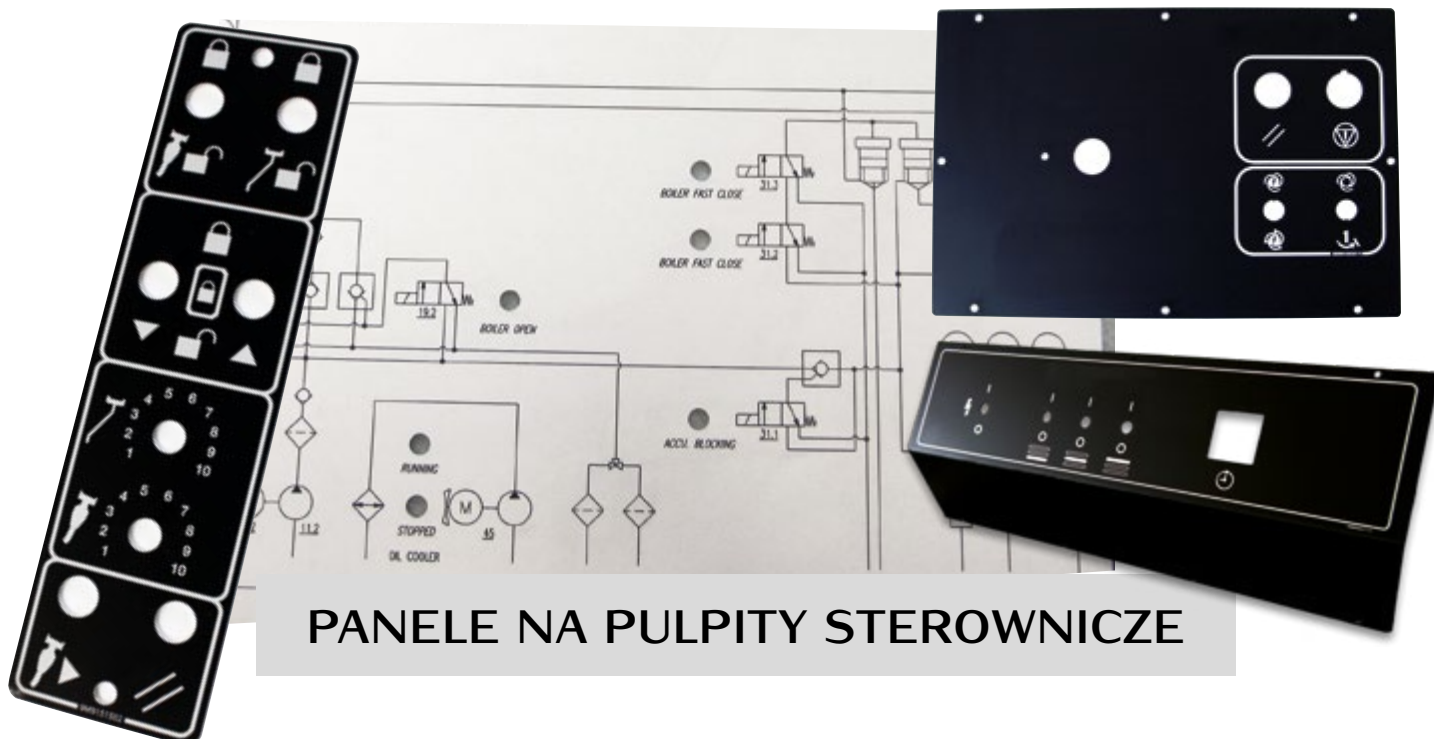 BOILER FAST CLOSE
31.3
BOILER FAST CLOSE
31.2
19.2
BOILER OPEN
ACCU. BLOCKING
31.1
RUNNING
STOPPED
OIL COOLER
M
45
11.2
1 2 3 4 5 6 7 8 9 10
1 2 3 4 5 6 7 8 9 10
PANELE NA PULPITY STEROWNICZE